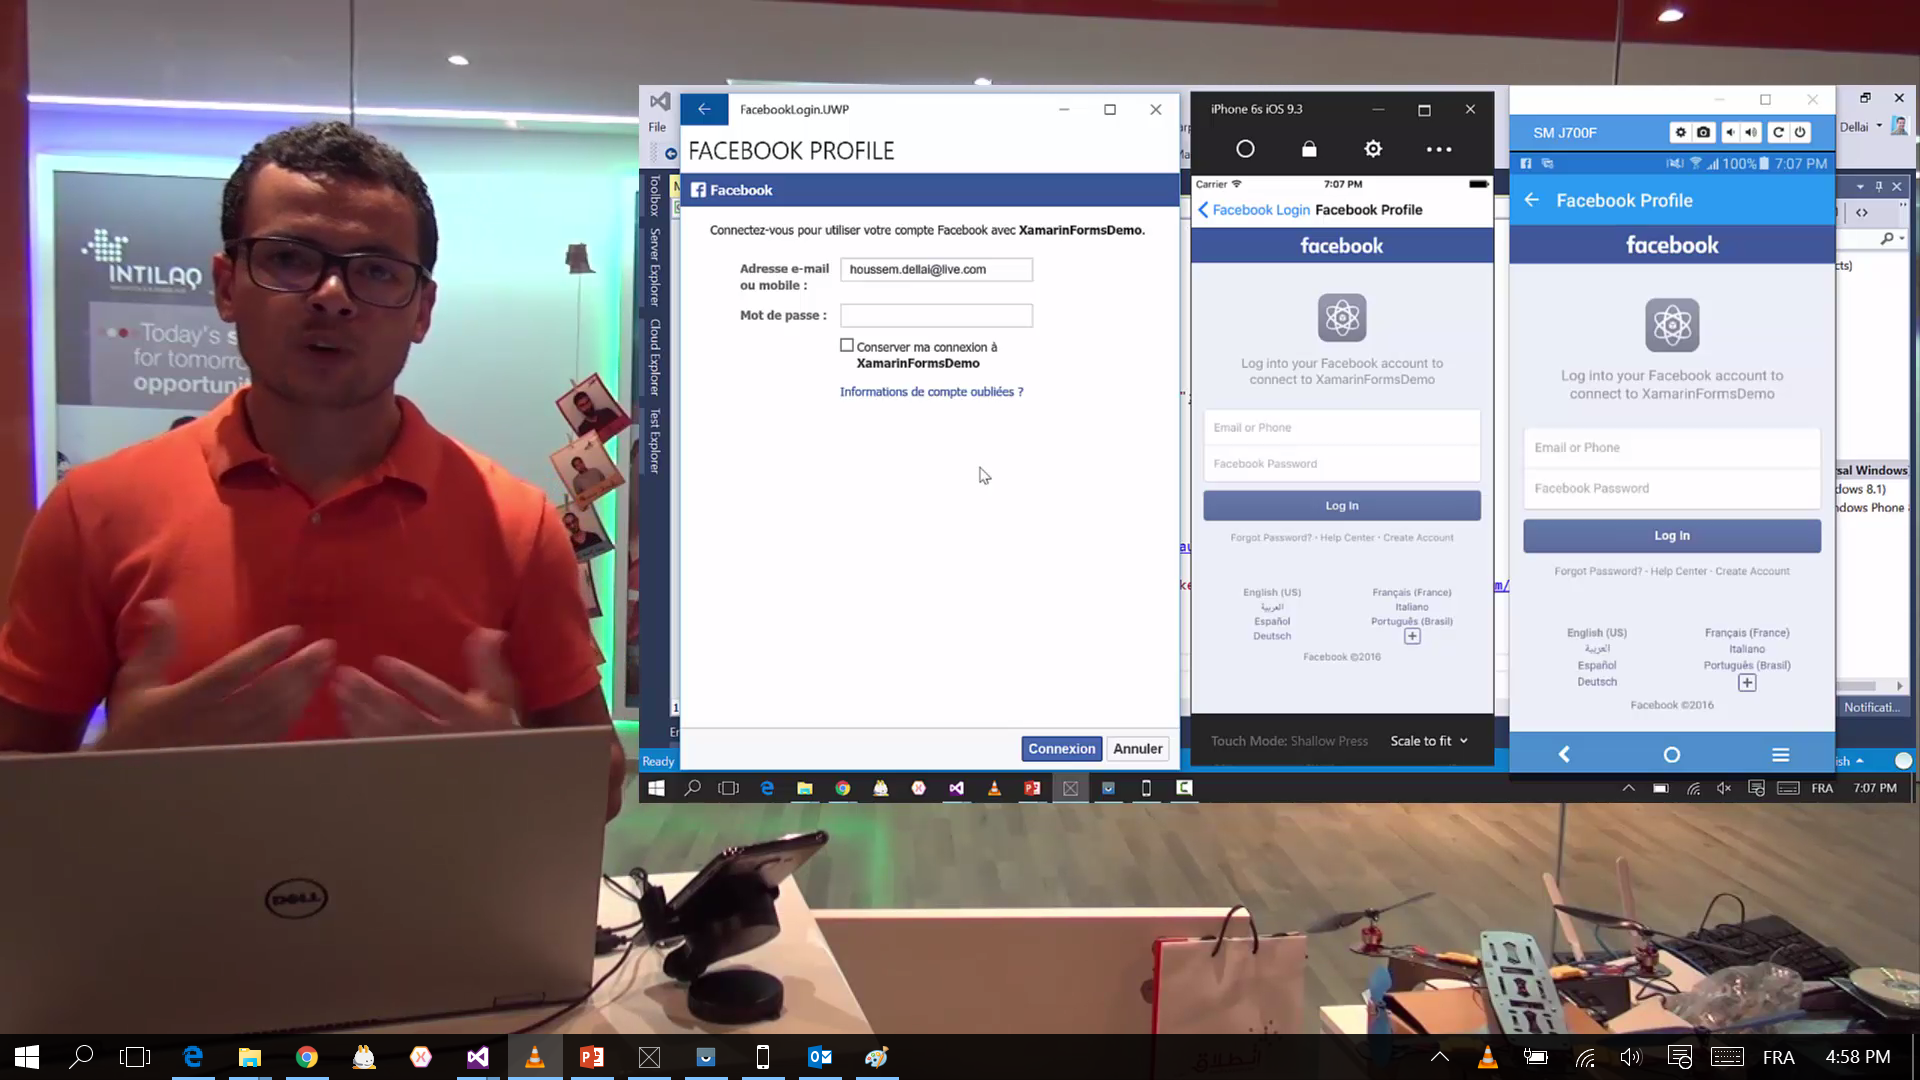 INTILAQ
Today's s
for tomorro
opportuni
DELL
File
Toolbox
Server Explorer
Cloud Explorer
Test Explorer
Ready
FacebookLogin.UWP
FACEBOOK PROFILE
Facebook
Connectez-vous pour utiliser votre compte Facebook avec XamarinFormsDemo.
Adresse e-mail
ou mobile :
houssem.dellai@live.com
Mot de passe :
Conserver ma connexion à
XamarinFormsDemo
Informations de compte oubliées ?
Connexion
Annuler
iPhone 6s iOS 9.3
Carrier
7:07 PM
Facebook Login
Facebook Profile
facebook
Log into your Facebook account to
connect to XamarinFormsDemo
Email or Phone
Facebook Password
Log In
Forgot Password? · Help Center · Create Account
English (US)
Français (France)
العربية
Italiano
Español
Português (Brasil)
Deutsch
Facebook ©2016
Touch Mode: Shallow Press
Scale to fit
SM J700F
100%
7:07 PM
Facebook Profile
facebook
Log into your Facebook account to
connect to XamarinFormsDemo
Email or Phone
Facebook Password
Log In
Forgot Password? · Help Center · Create Account
English (US)
Français (France)
العربية
Italiano
Español
Português (Brasil)
Deutsch
Facebook ©2016
Dellai
cts)
sal Windows
dows 8.1)
ndows Phone
Notificati...
ish
FRA
7:07 PM
انطلاق
FRA
4:58 PM